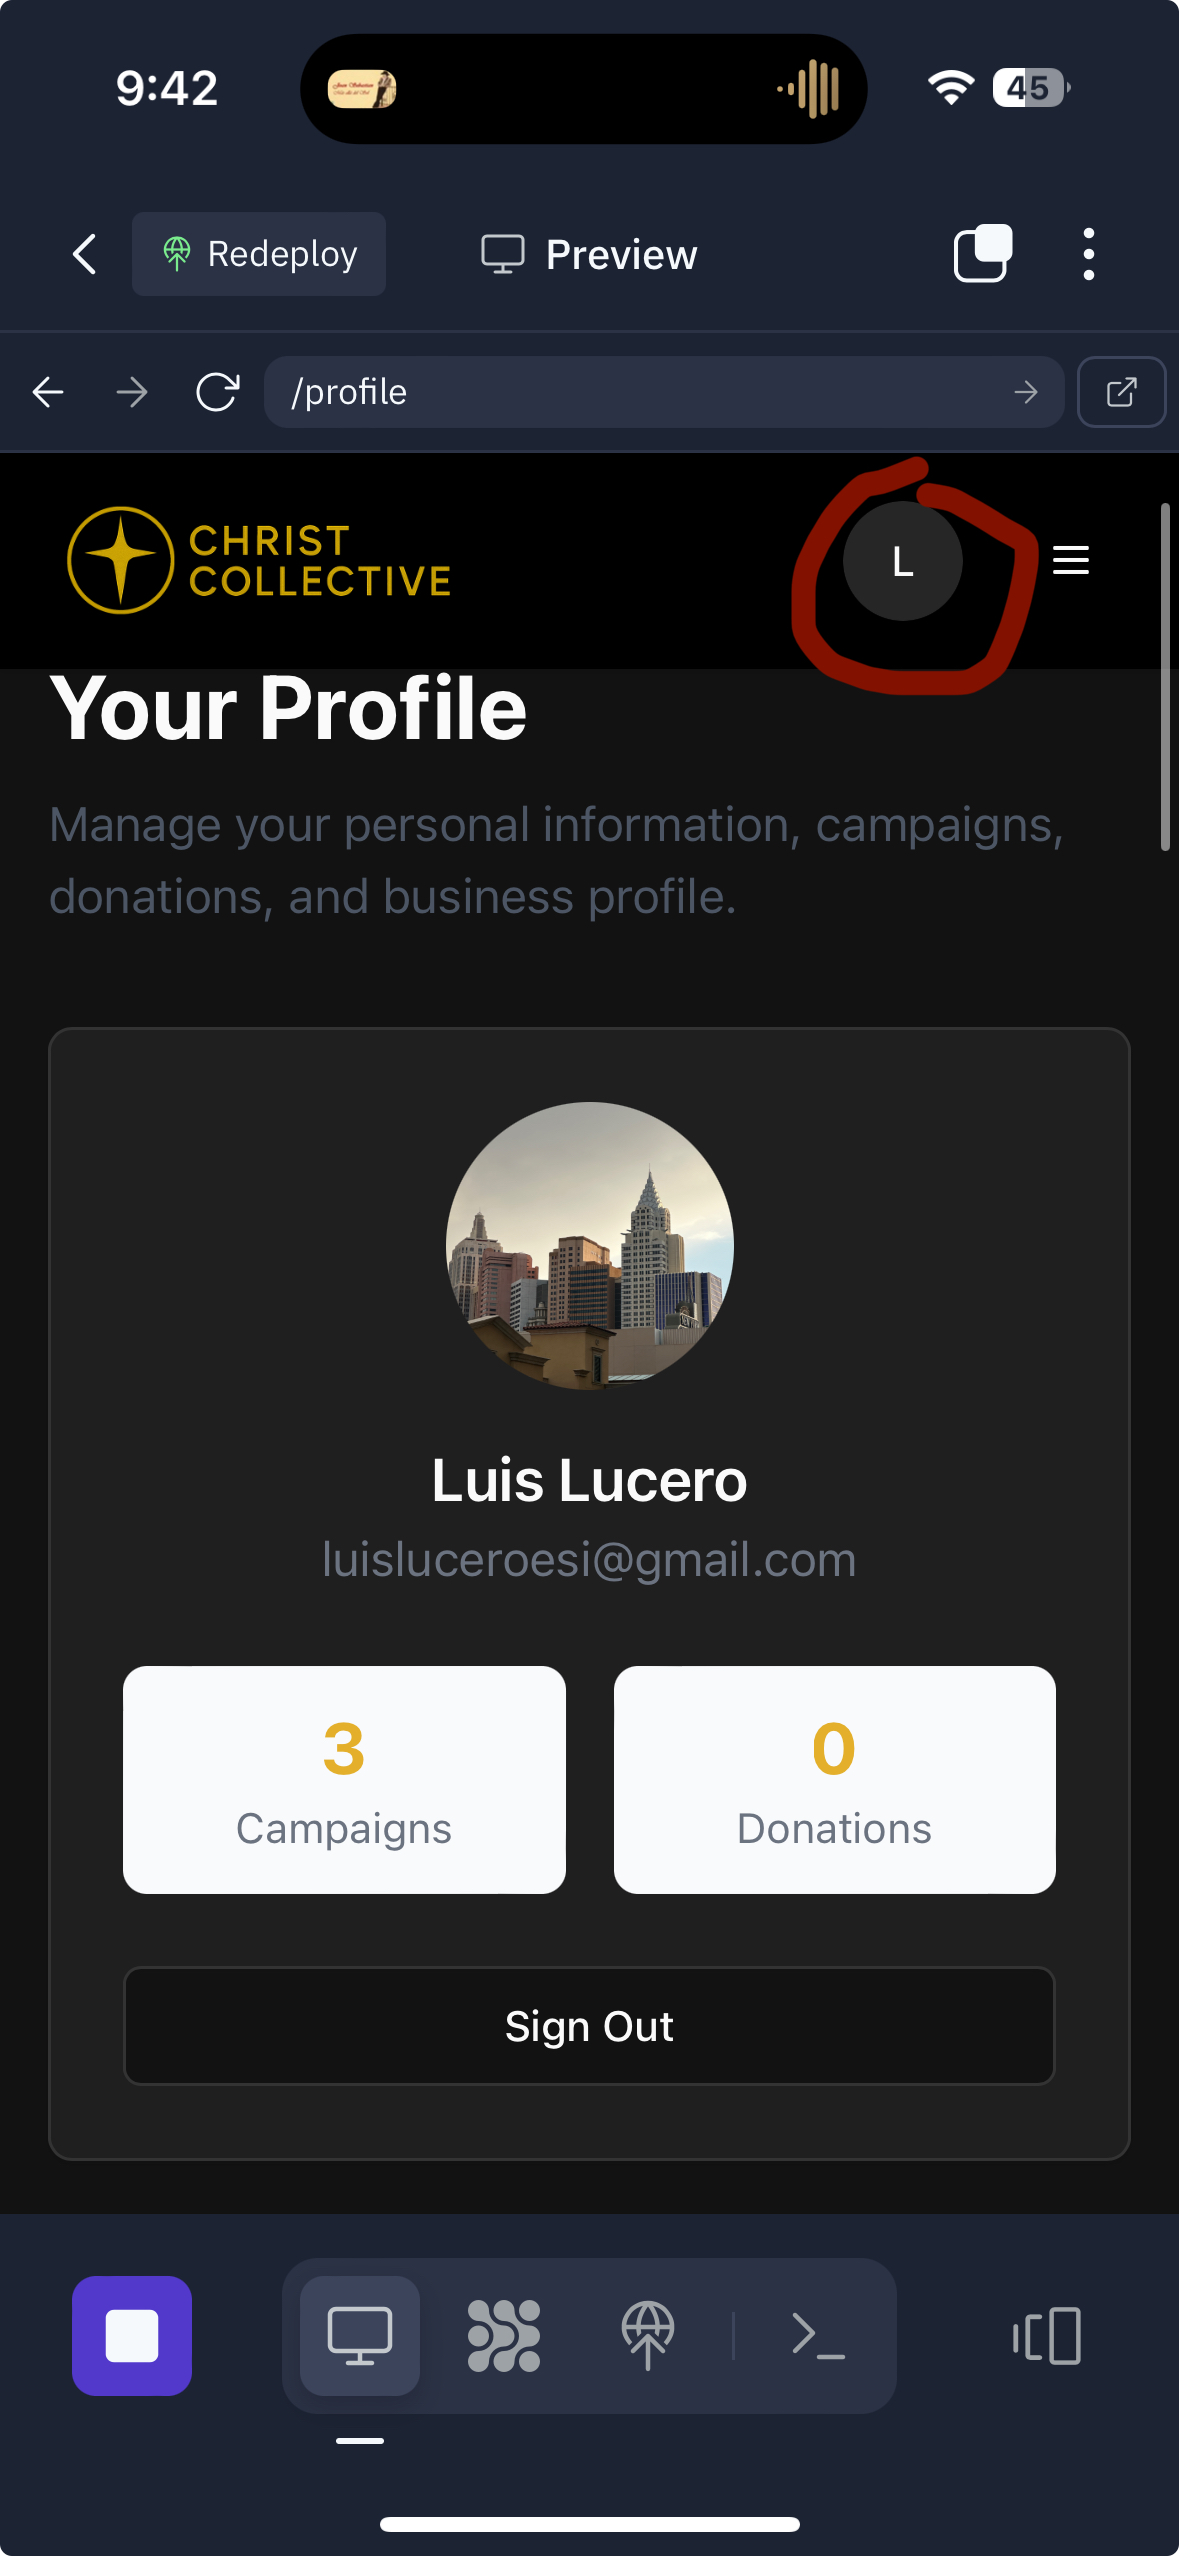 9:42
45
Redeploy
Preview
/profile
CHRIST
COLLECTIVE
L
Your Profile
Manage your personal information, campaigns,
donations, and business profile.
Luis Lucero
luisluceroesi@gmail.com
3
Campaigns
0
Donations
Sign Out